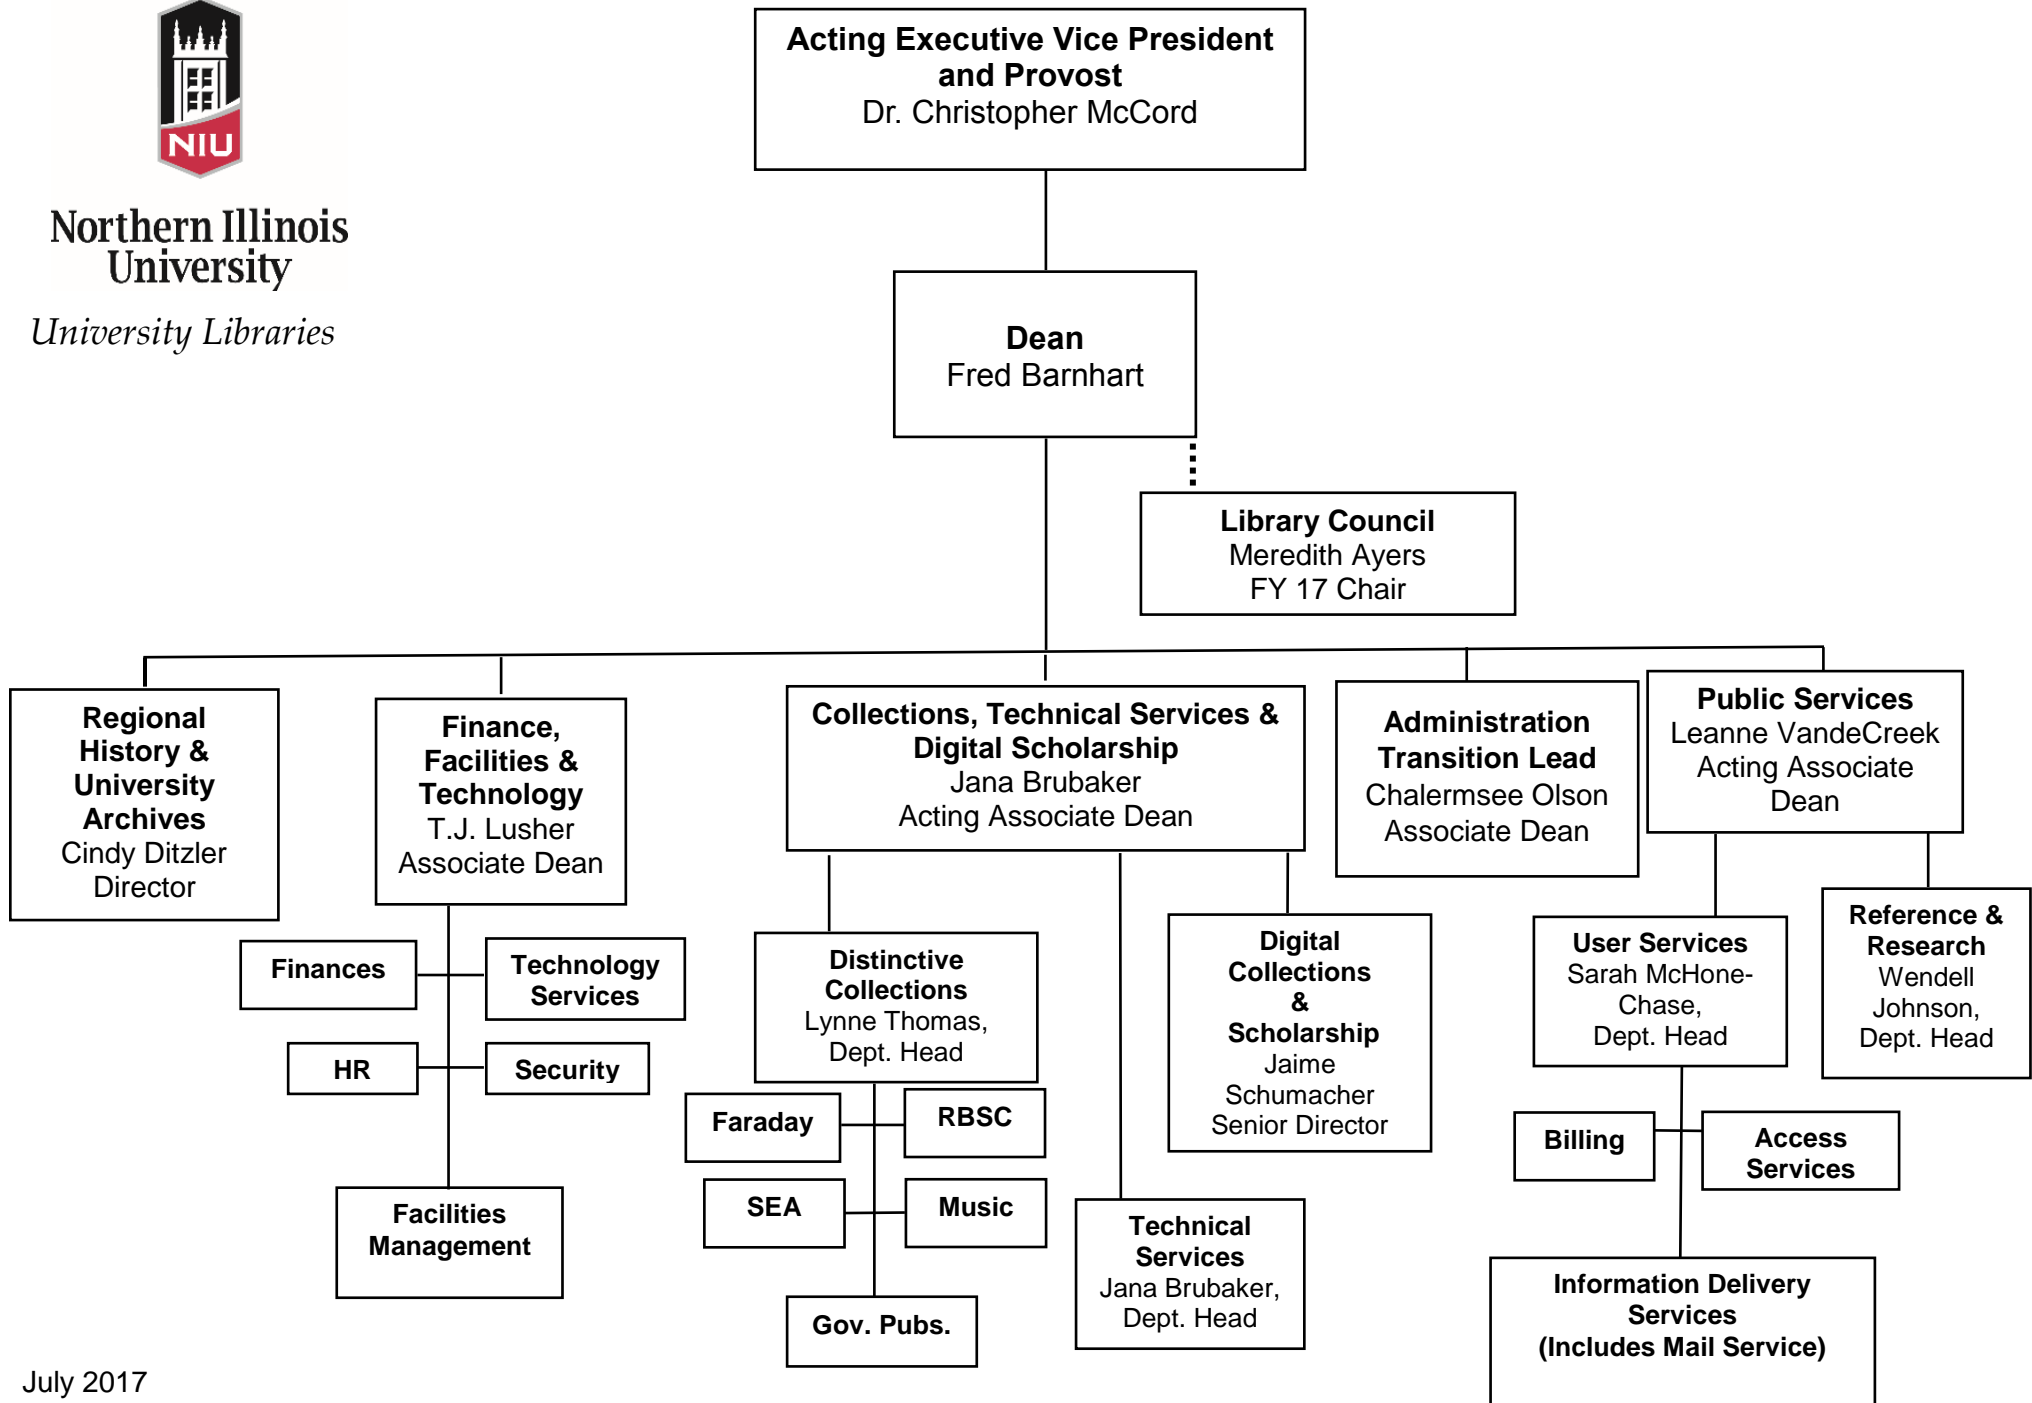 NIU
Northern Illinois
University
University Libraries
Acting Executive Vice President
and Provost
Dr. Christopher McCord
Dean
Fred Barnhart
Library Council
Meredith Ayers
FY 17 Chair
Regional
History &
University
Archives
Cindy Ditzler
Director
Finance,
Facilities &
Technology
T.J. Lusher
Associate Dean
Collections, Technical Services &
Digital Scholarship
Jana Brubaker
Acting Associate Dean
Administration
Transition Lead
Chalermsee Olson
Associate Dean
Public Services
Leanne VandeCreek
Acting Associate
Dean
Finances
Technology
Services
HR
Security
Facilities
Management
Distinctive
Collections
Lynne Thomas,
Dept. Head
Faraday
RBSC
SEA
Music
Gov. Pubs.
Technical
Services
Jana Brubaker,
Dept. Head
Digital
Collections
&
Scholarship
Jaime
Schumacher
Senior Director
User Services
Sarah McHone-
Chase,
Dept. Head
Reference &
Research
Wendell
Johnson,
Dept. Head
Billing
Access
Services
Information Delivery
Services
(Includes Mail Service)
July 2017